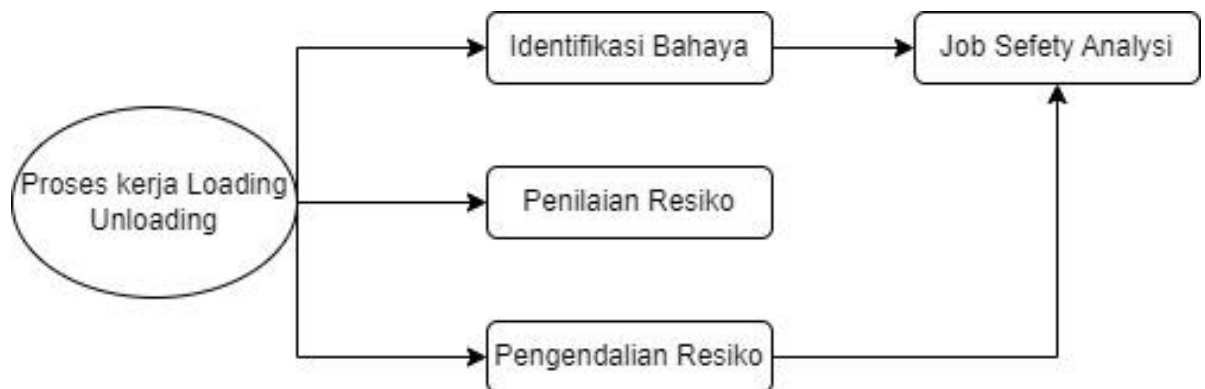 Identifikasi Bahaya
Job Sefety Analysi
Proses kerja Loading
Unloading
Penilaian Resiko
Pengendalian Resiko